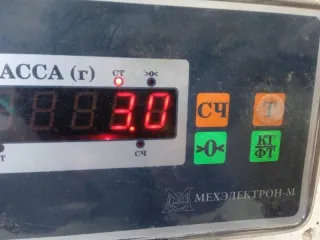 АССА (г)
СТ >0<
3.0
СЧ Т
>0< КГ
ФТ
СЧ
МЕХЭЛЕКТРОН-М